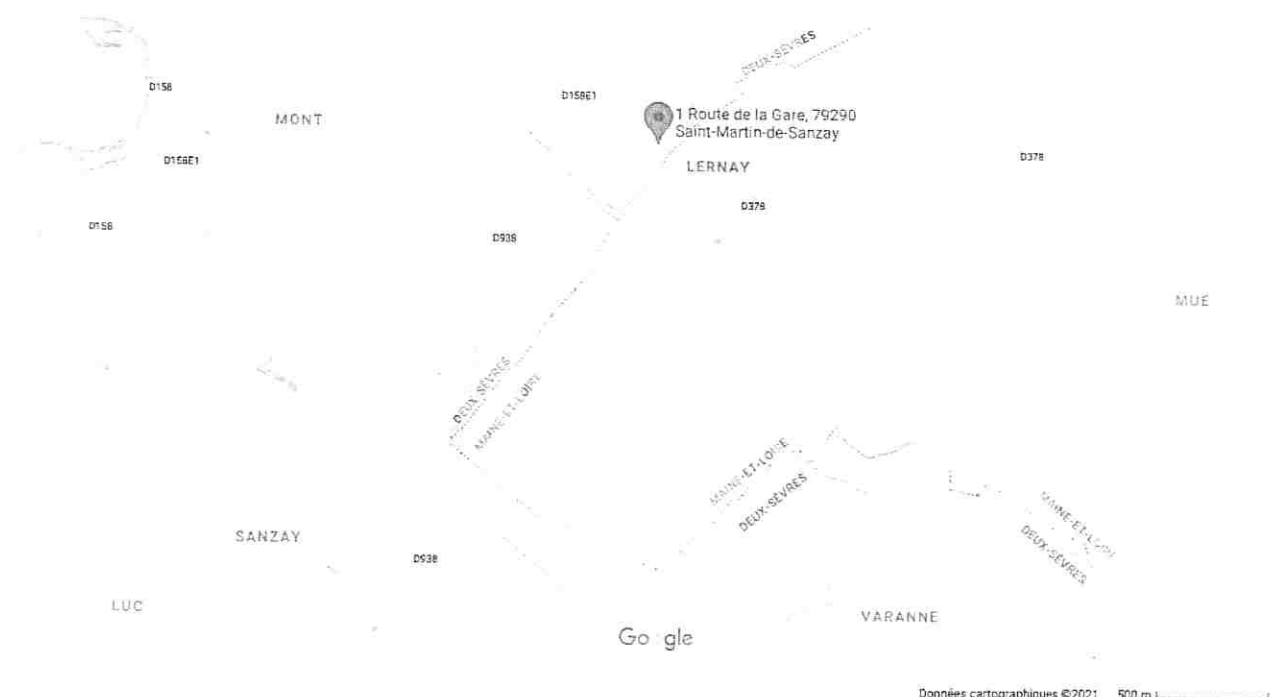 DEUX-SÈVRES
D158
D158E1
1 Route de la Gare, 79290
Saint-Martin-de-Sanzay
MONT
D158E1
LERNAY
D378
D378
D158
D938
MUÉ
DEUX-SÈVRES
MAINE-ET-LOIRE
MAINE-ET-LOIRE
DEUX-SÈVRES
MAINE-ET-LOIRE
DEUX-SÈVRES
SANZAY
D938
LUC
VARANNE
Google
Données cartographiques ©2021 500 m